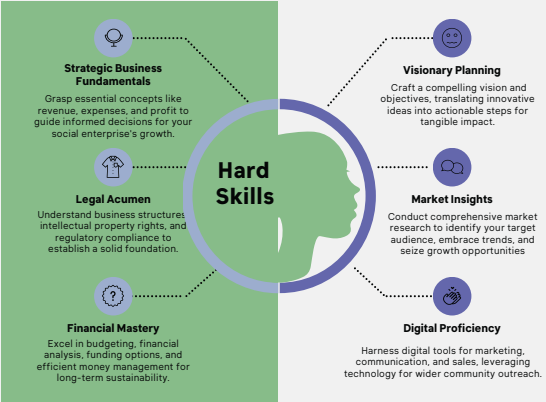 Strategic Business
Fundamentals
Grasp essential concepts like
revenue, expenses, and profit to
guide informed decisions for your
social enterprise's growth.
Legal Acumen
Understand business structures,
intellectual property rights, and
regulatory compliance to
establish a solid foundation.
?
Financial Mastery
Excel in budgeting, financial
analysis, funding options, and
efficient money management for
long-term sustainability.
Hard
Skills
Visionary Planning
Craft a compelling vision and
objectives, translating innovative
ideas into actionable steps for
tangible impact.
Market Insights
Conduct comprehensive market
research to identify your target
audience, embrace trends, and
seize growth opportunities
Digital Proficiency
Harness digital tools for marketing,
communication, and sales, leveraging
technology for wider community outreach.